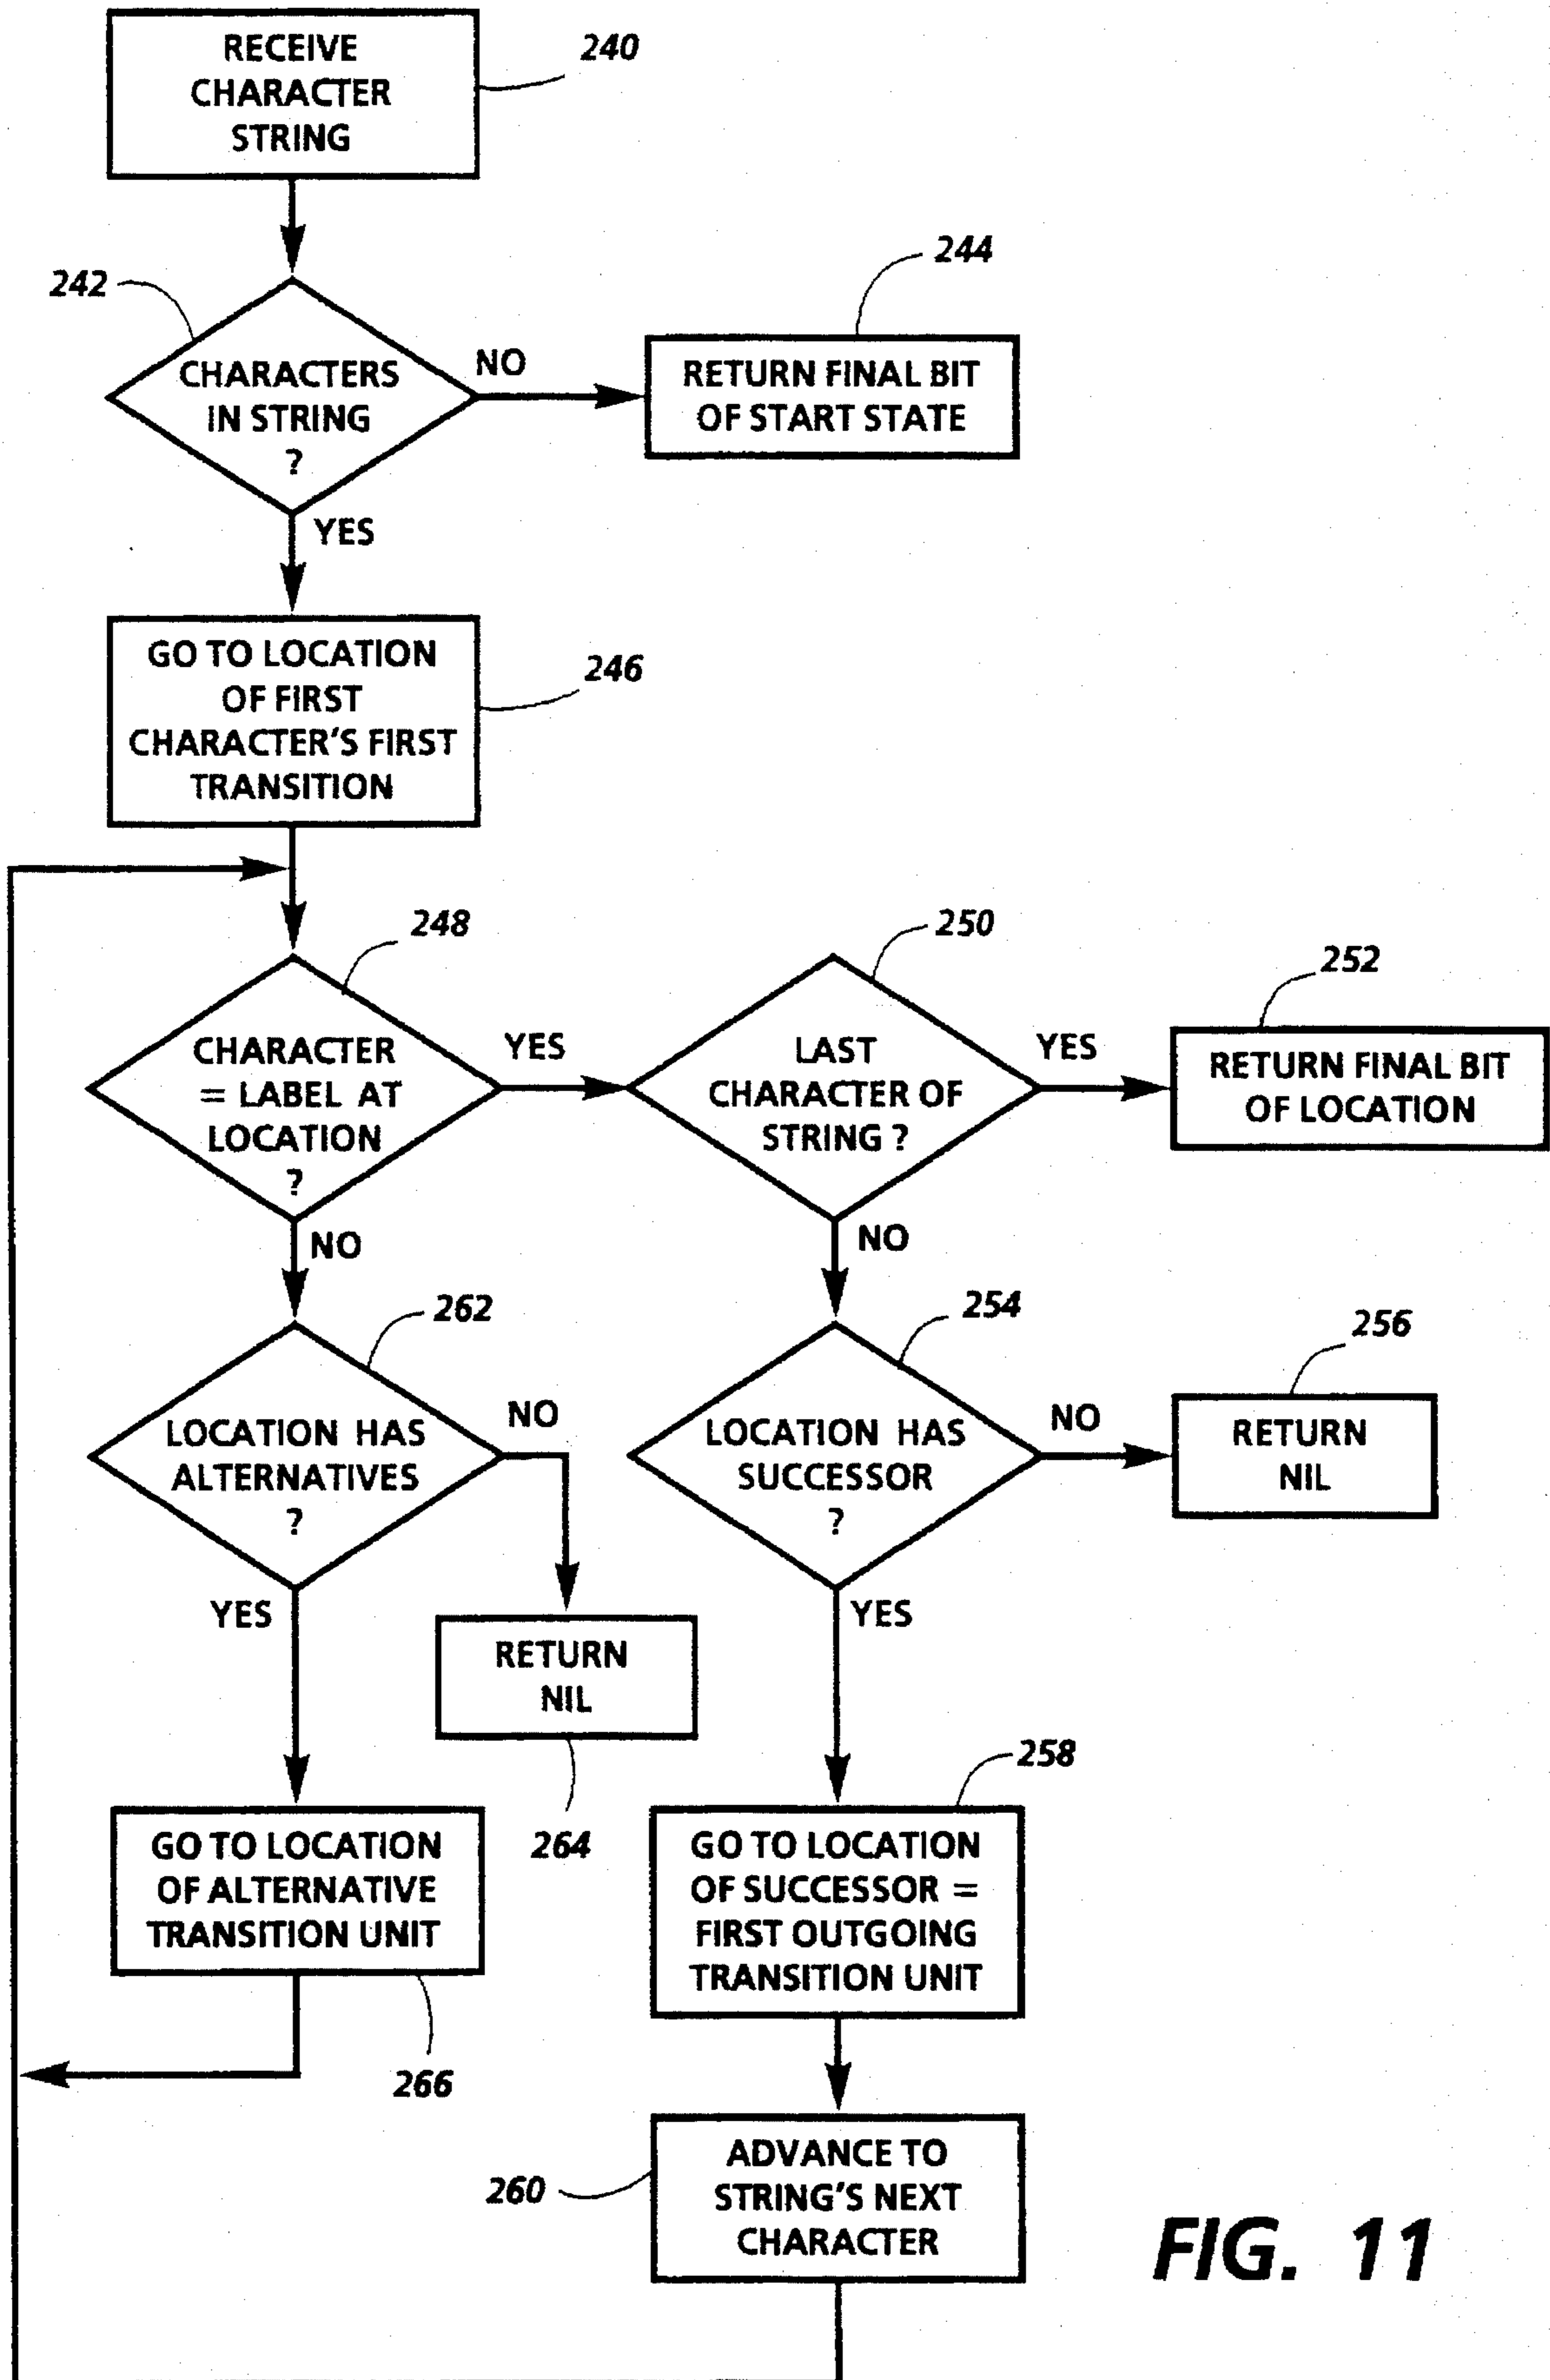 RECEIVE
CHARACTER
STRING
240
242
CHARACTERS
IN STRING
?
NO
244
RETURN FINAL BIT
OF START STATE
YES
GO TO LOCATION
OF FIRST
CHARACTER'S FIRST
TRANSITION
246
248
CHARACTER
= LABEL AT
LOCATION
?
YES
250
LAST
CHARACTER OF
STRING ?
YES
252
RETURN FINAL BIT
OF LOCATION
NO
NO
262
LOCATION HAS
ALTERNATIVES
?
NO
254
LOCATION HAS
SUCCESSOR
?
NO
256
RETURN
NIL
YES
RETURN
NIL
264
YES
GO TO LOCATION
OF ALTERNATIVE
TRANSITION UNIT
266
258
GO TO LOCATION
OF SUCCESSOR =
FIRST OUTGOING
TRANSITION UNIT
260
ADVANCE TO
STRING'S NEXT
CHARACTER
FIG. 11